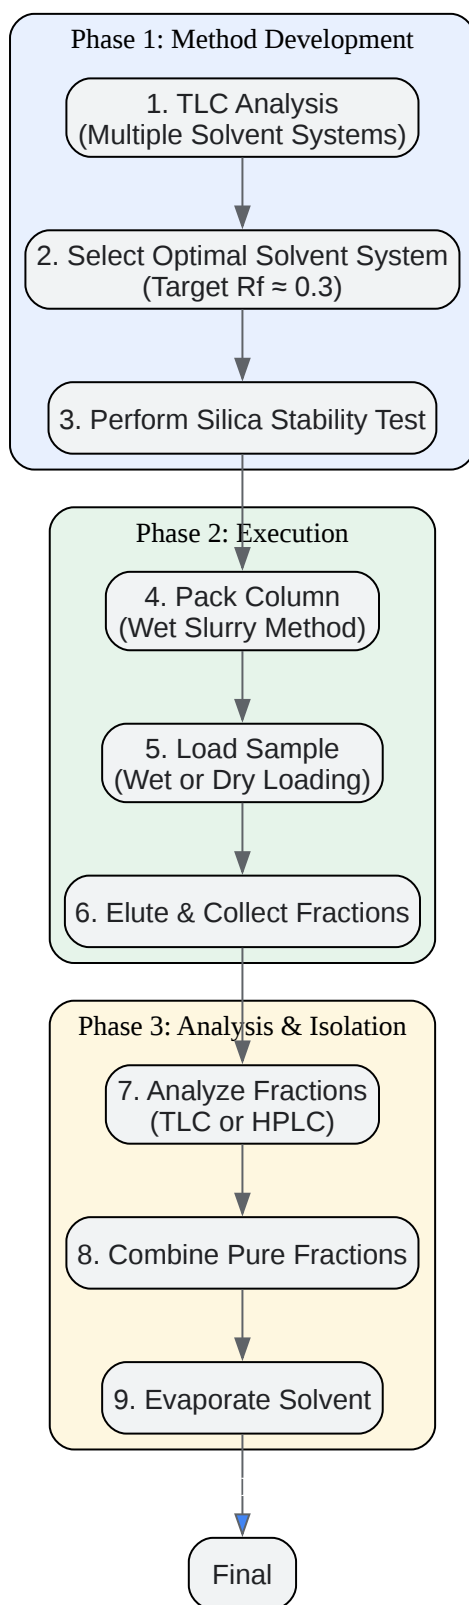 Phase 1: Method Development
1. TLC Analysis
(Multiple Solvent Systems)
2. Select Optimal Solvent System
(Target Rf ≈ 0.3)
3. Perform Silica Stability Test
Phase 2: Execution
4. Pack Column
(Wet Slurry Method)
5. Load Sample
(Wet or Dry Loading)
6. Elute & Collect Fractions
Phase 3: Analysis & Isolation
7. Analyze Fractions
(TLC or HPLC)
8. Combine Pure Fractions
9. Evaporate Solvent
Final